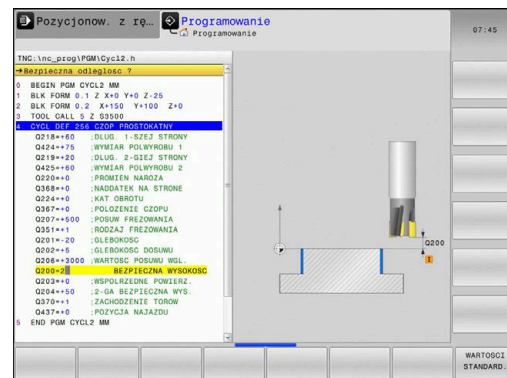 Pozycjonow. z rę…
Programowanie
Programowanie
07:45
TNC:\nc_prog\PGM\Cycl2.h
→Bezpieczna odleglosc ?
0 BEGIN PGM CYCL2 MM
1 BLK FORM 0.1 Z X+0 Y+0 Z-25
2 BLK FORM 0.2 X+150 Y+100 Z+0
3 TOOL CALL 5 Z S3500
4 CYCL DEF 256 CZOP PROSTOKATNY
Q218=+60 ;DLUG. 1-SZEJ STRONY
Q424=+75 ;WYMIAR POLWYROBU 1
Q219=+20 ;DLUG. 2-GIEJ STRONY
Q425=+60 ;WYMIAR POLWYROBU 2
Q220=+0 ;PROMIEN NAROZA
Q368=+0 ;NADDATEK NA STRONE
Q224=+0 ;KAT OBROTU
Q367=+0 ;POLOZENIE CZOPU
Q207=+500 ;POSUW FREZOWANIA
Q351=+1 ;RODZAJ FREZOWANIA
Q201=-20 ;GLEBOKOSC
Q202=+5 ;GLEBOKOSC DOSUWU
Q206=+3000 ;WARTOSC POSUWU WGL.
Q200=2 BEZPIECZNA WYSOKOSC
Q203=+0 ;WSPOLRZEDNE POWIERZ.
Q204=+50 ;2-GA BEZPIECZNA WYS.
Q370=+1 ;ZACHODZENIE TOROW
Q437=+0 ;POZYCJA NAJAZDU
5 END PGM CYCL2 MM
Q200
I
WARTOSCI
STANDARD.